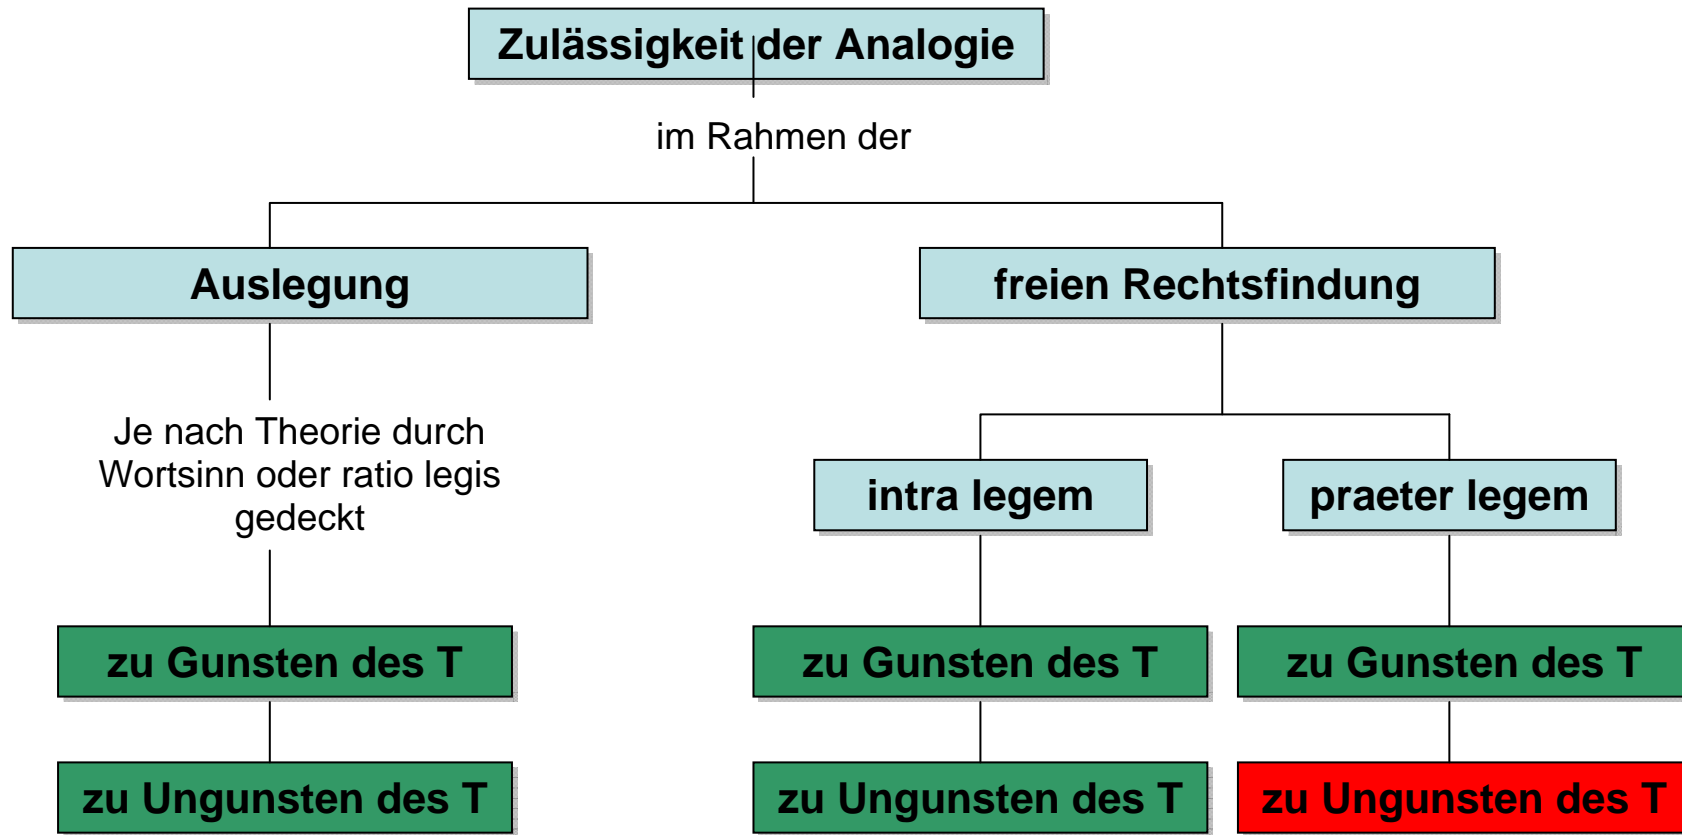 Zulässigkeit der Analogie
im Rahmen der
Auslegung
freien Rechtsfindung
Je nach Theorie durch
Wortsinn oder ratio legis
gedeckt
intra legem
praeter legem
zu Gunsten des T
zu Gunsten des T
zu Gunsten des T
zu Ungunsten des T
zu Ungunsten des T
zu Ungunsten des T